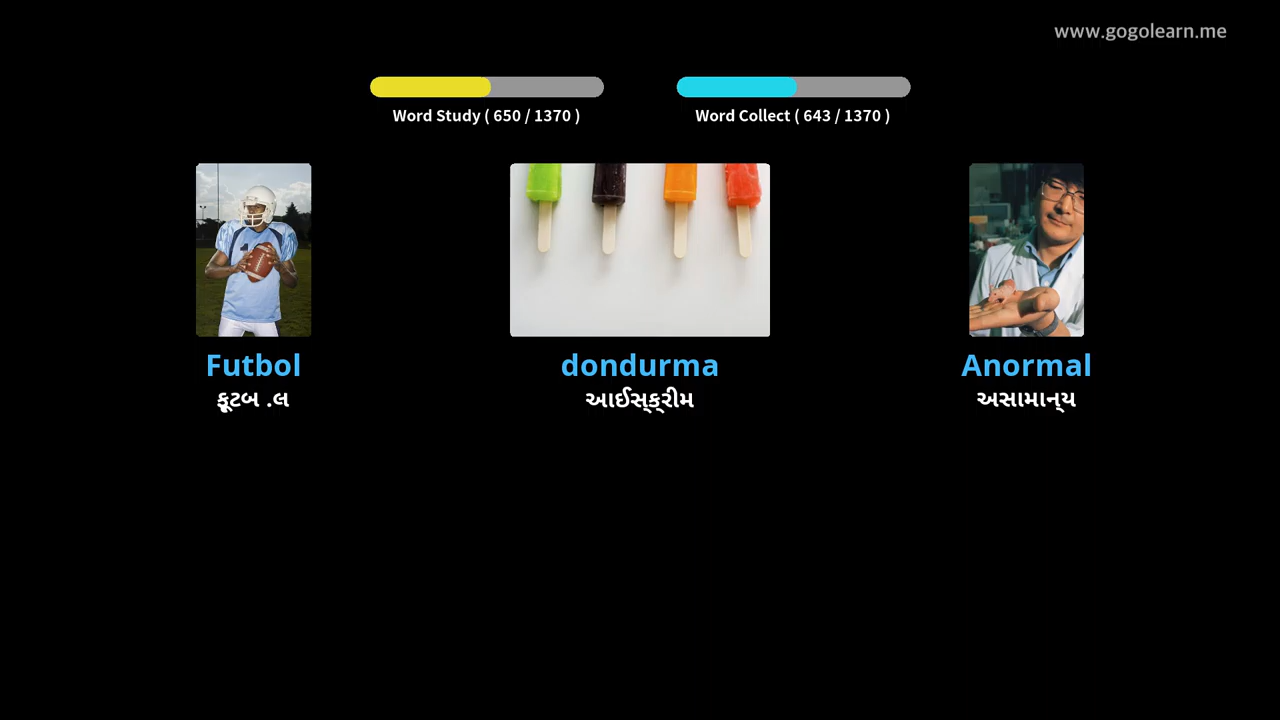 www.gogolearn.me
Word Study ( 650 / 1370 )
Word Collect ( 643 / 1370 )
Futbol
ફૂટબ .લ
dondurma
આઈસ્ક્રીમ
Anormal
અસામાન્ય